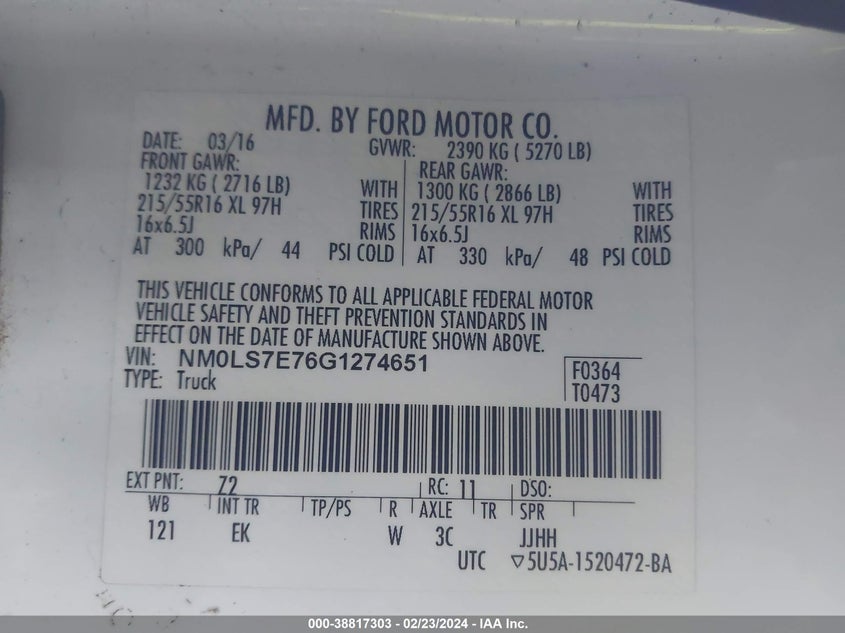 MFD. BY FORD MOTOR CO.
DATE: 03/16 GVWR: 2390 KG ( 5270 LB)
FRONT GAWR: REAR GAWR:
1232 KG ( 2716 LB) WITH 1300 KG ( 2866 LB) WITH
215/55R16 XL 97H TIRES 215/55R16 XL 97H TIRES
16x6.5J RIMS 16x6.5J RIMS
AT 300 kPa/ 44 PSI COLD AT 330 kPa/ 48 PSI COLD
THIS VEHICLE CONFORMS TO ALL APPLICABLE FEDERAL MOTOR
VEHICLE SAFETY AND THEFT PREVENTION STANDARDS IN
EFFECT ON THE DATE OF MANUFACTURE SHOWN ABOVE.
VIN: NM0LS7E76G1274651 F0364
TYPE: Truck T0473
EXT PNT: Z2 RC: 11 DSO:
WB INT TR TP/PS R AXLE TR SPR
121 EK W 3C JJHH
UTC ▽5U5A-1520472-BA
000-38817303 - 02/23/2024 - IAA Inc.